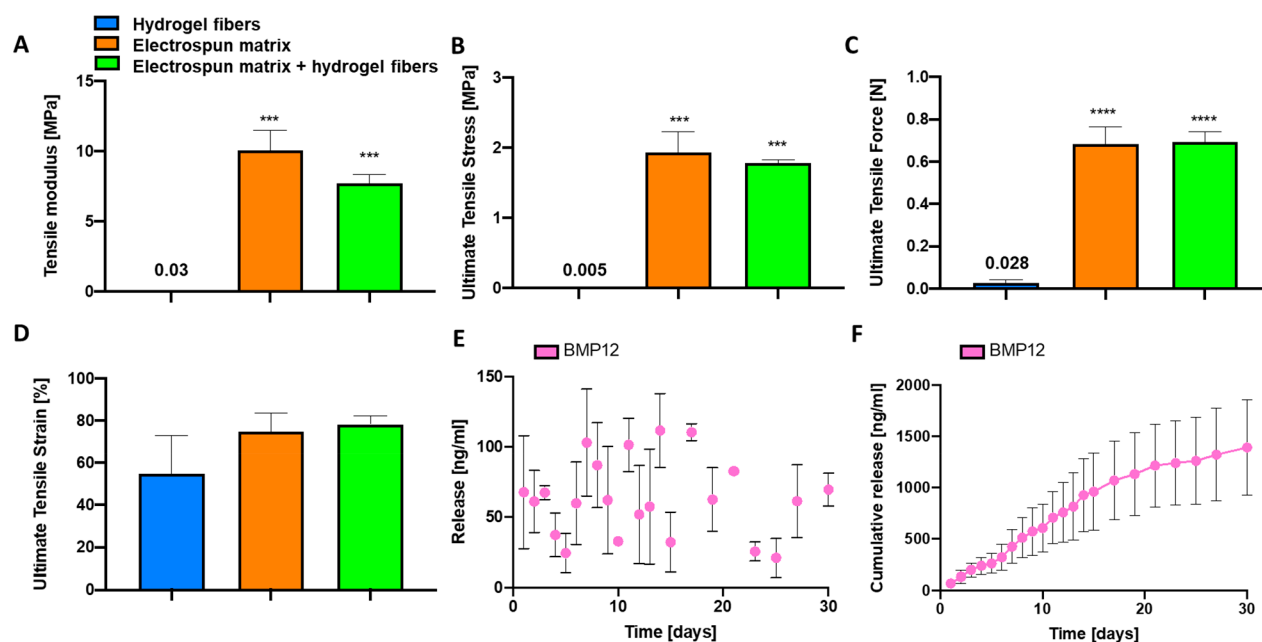 Hydrogel fibers
Electrospun matrix
Electrospun matrix + hydrogel fibers
A
Tensile modulus [MPa]
15
10
5
0
0.03
***
***
B
Ultimate Tensile Stress [MPa]
3
2
1
0
0.005
***
***
C
Ultimate Tensile Force [N]
1.0
0.8
0.6
0.4
0.2
0.0
0.028
****
****
D
Ultimate Tensile Strain [%]
100
80
60
40
20
0
E
BMP12
Release [ng/ml]
150
100
50
0
0
10
20
30
Time [days]
F
BMP12
Cumulative release [ng/ml]
2000
1500
1000
500
0
0
10
20
30
Time [days]